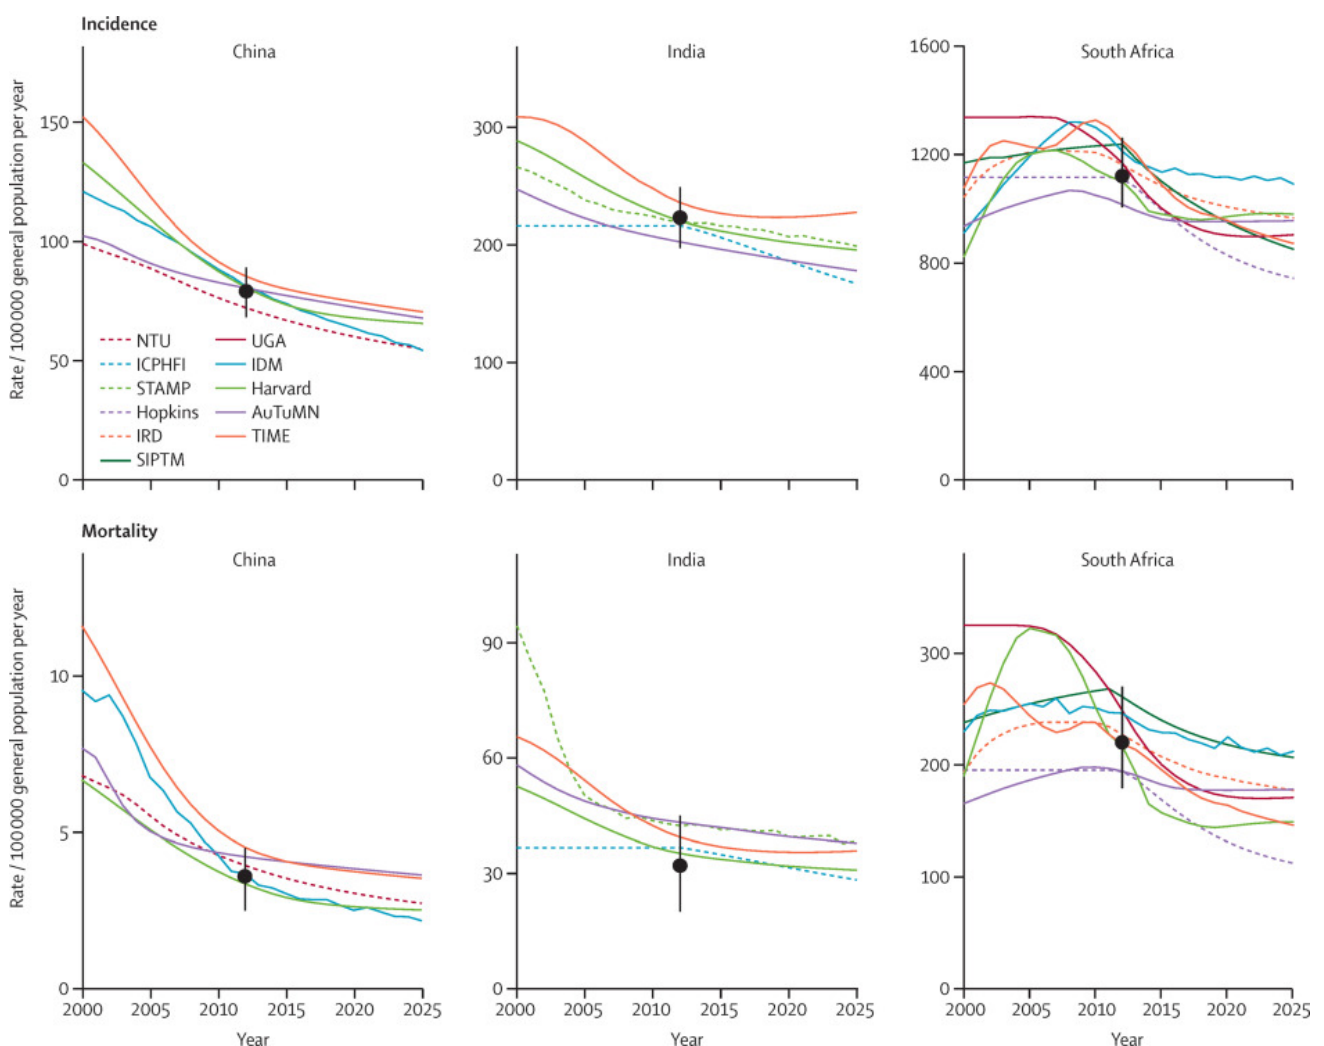 Incidence
China
India
South Africa
Rate / 100 000 general population per year
150
100
50
0
NTU
UGA
ICPHFI
IDM
STAMP
Harvard
Hopkins
AuTuMN
IRD
TIME
SIPTM
300
200
100
0
1600
1200
800
400
0
Mortality
China
India
South Africa
Rate / 100 000 general population per year
10
5
0
2000 2005 2010 2015 2020 2025
Year
90
60
30
0
2000 2005 2010 2015 2020 2025
Year
300
200
100
0
2000 2005 2010 2015 2020 2025
Year